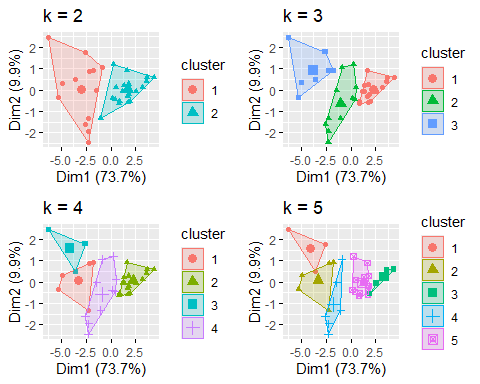 k = 2
2
1
0
-1
-2
Dim2 (9.9%)
-5.0 -2.5 0.0 2.5
Dim1 (73.7%)
cluster
1
2
k = 3
2
1
0
-1
-2
Dim2 (9.9%)
-5.0 -2.5 0.0 2.5
Dim1 (73.7%)
cluster
1
2
3
k = 4
2
1
0
-1
-2
Dim2 (9.9%)
-5.0 -2.5 0.0 2.5
Dim1 (73.7%)
cluster
1
2
3
4
k = 5
2
1
0
-1
-2
Dim2 (9.9%)
-5.0 -2.5 0.0 2.5
Dim1 (73.7%)
cluster
1
2
3
4
5